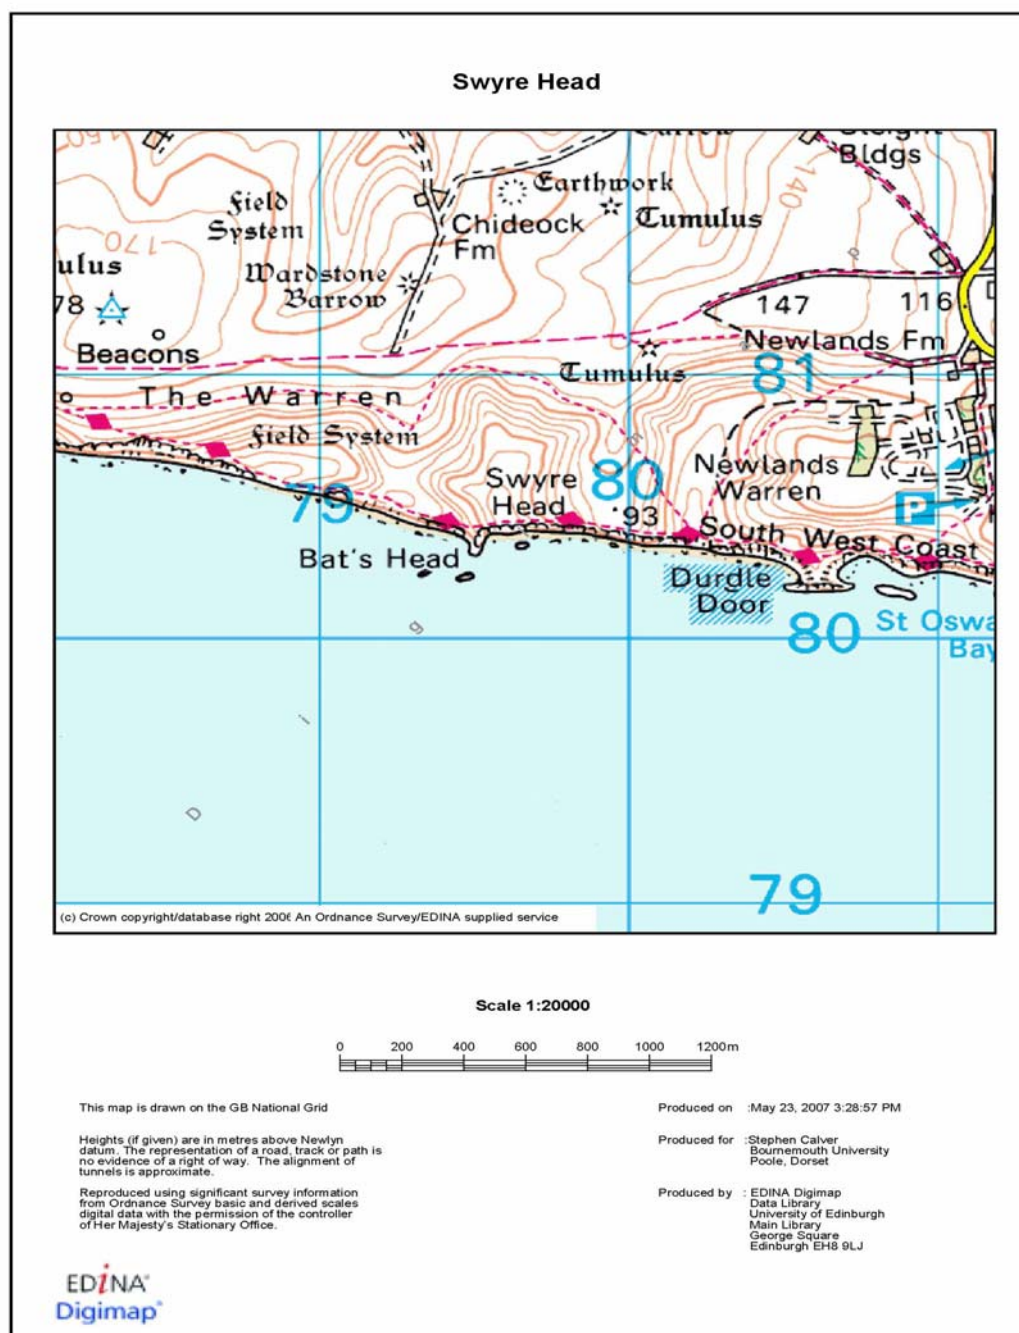 Swyre Head
150
Bldgs
140
Field
System
Earthwork
Chideock
Fm
Tumulus
170
ulus
Wardstone
Barrow
78
147
116
Beacons
Newlands Fm
Tumulus
81
The Warren
Field System
Newlands
Warren
Swyre
Head
80
79
P
93
South West Coast
Bat's Head
Durdle
Door
80
St Oswa
Bay
g
i
D
79
(c) Crown copyright/database right 2006 An Ordnance Survey/EDINA supplied service
Scale 1:20000
0 200 400 600 800 1000 1200m
This map is drawn on the GB National Grid
Heights (if given) are in metres above Newlyn
datum. The representation of a road, track or path is
no evidence of a right of way. The alignment of
tunnels is approximate.
Reproduced using significant survey information
from Ordnance Survey basic and derived scales
digital data with the permission of the controller
of Her Majesty's Stationary Office.
Produced on :May 23, 2007 3:28:57 PM
Produced for :Stephen Calver
Bournemouth University
Poole, Dorset
Produced by : EDINA Digimap
Data Library
University of Edinburgh
Main Library
George Square
Edinburgh EH8 9LJ
EDiNA
Digimap